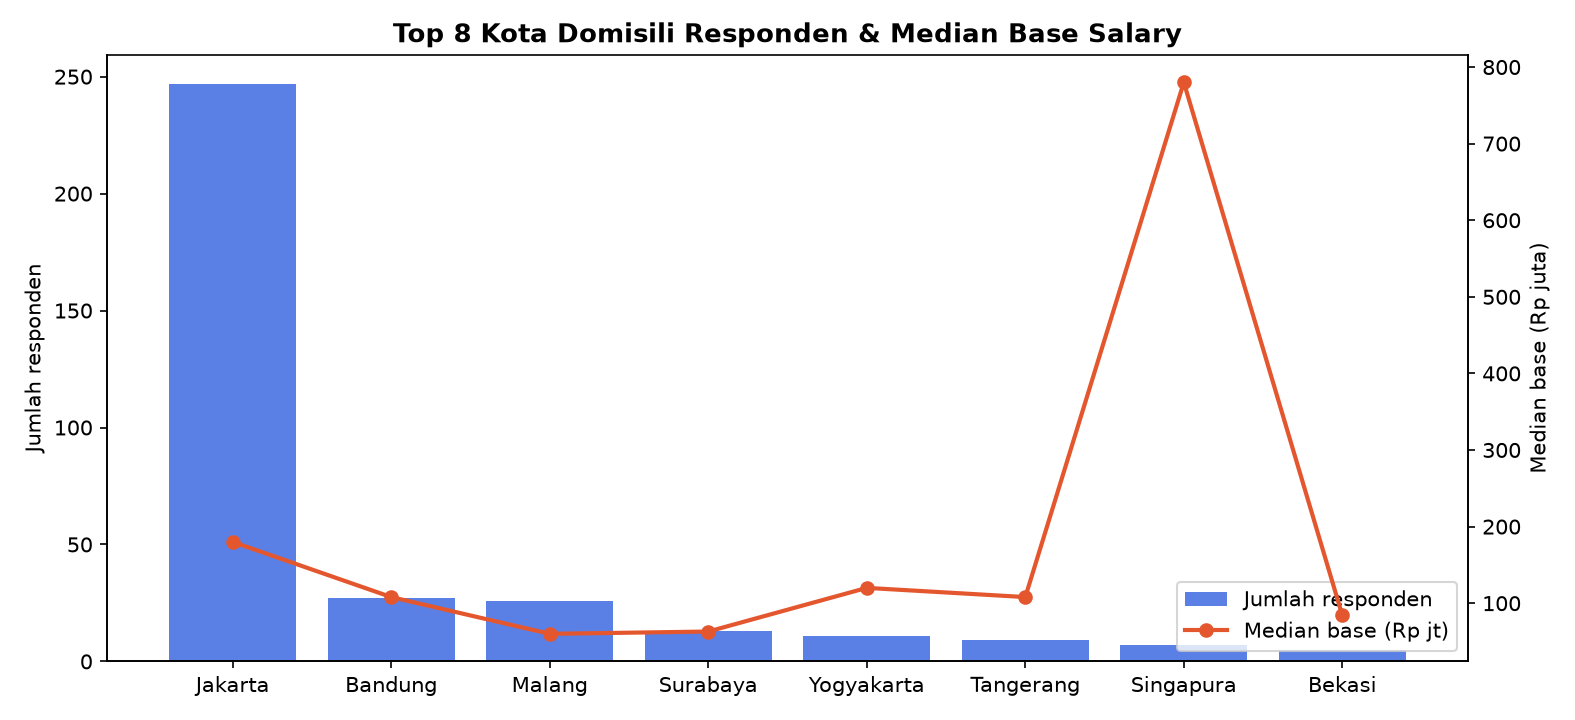 Top 8 Kota Domisili Responden & Median Base Salary
Jumlah responden
250
200
150
100
50
0
800
700
600
500
400
300
200
100
Median base (Rp juta)
Jumlah responden
Median base (Rp jt)
Jakarta
Bandung
Malang
Surabaya
Yogyakarta
Tangerang
Singapura
Bekasi